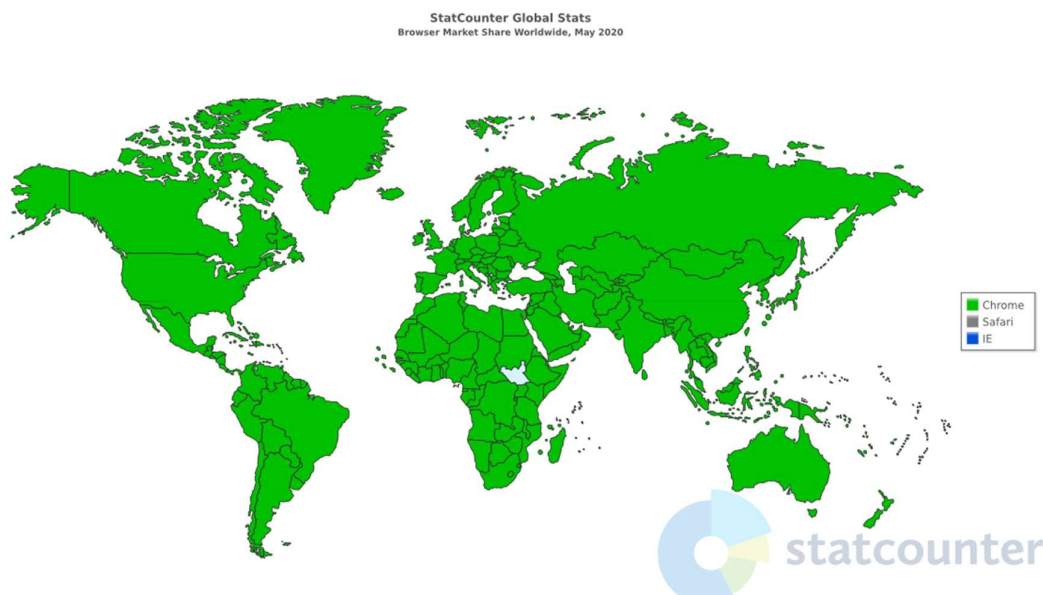 StatCounter Global Stats
Browser Market Share Worldwide, May 2020
Chrome
Safari
IE
statcounter